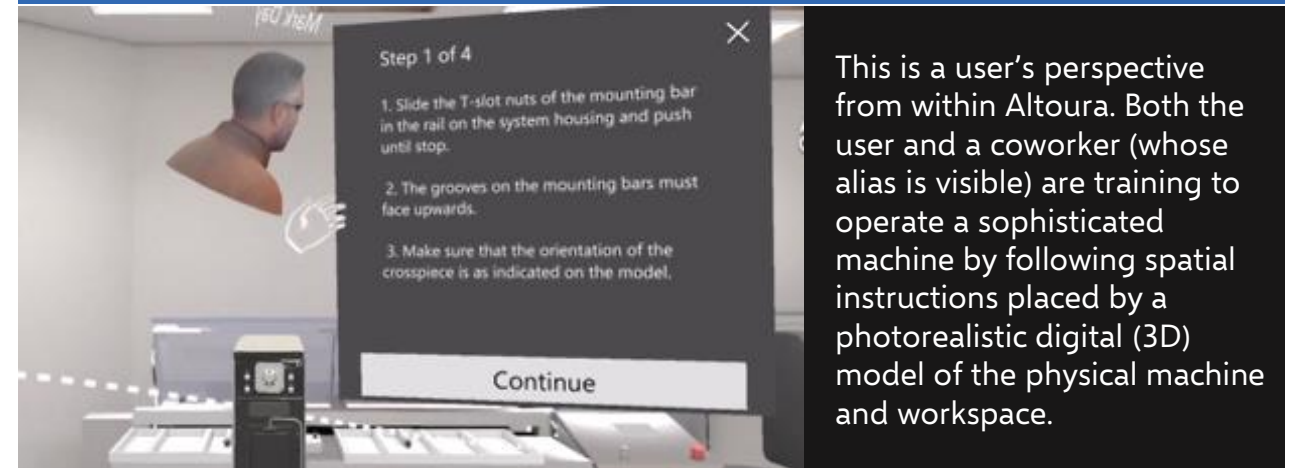 Step 1 of 4
1. Slide the T-slot nuts of the mounting bar
in the rail on the system housing and push
until stop.
2. The grooves on the mounting bars must
face upwards.
3. Make sure that the orientation of the
crosspiece is as indicated on the model.
Continue
This is a user’s perspective
from within Altoura. Both the
user and a coworker (whose
alias is visible) are training to
operate a sophisticated
machine by following spatial
instructions placed by a
photorealistic digital (3D)
model of the physical machine
and workspace.